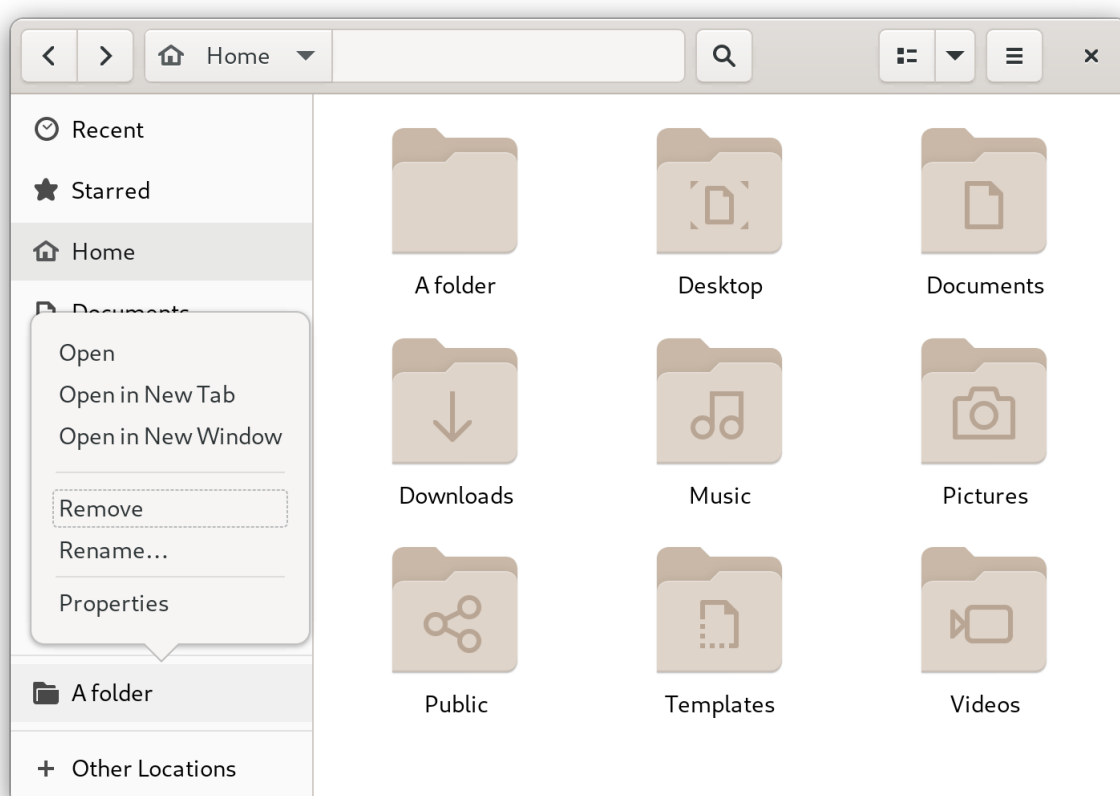 Home
Recent
Starred
Home
Documents
Open
Open in New Tab
Open in New Window
Remove
Rename...
Properties
A folder
Other Locations
A folder
Desktop
Documents
Downloads
Music
Pictures
Public
Templates
Videos